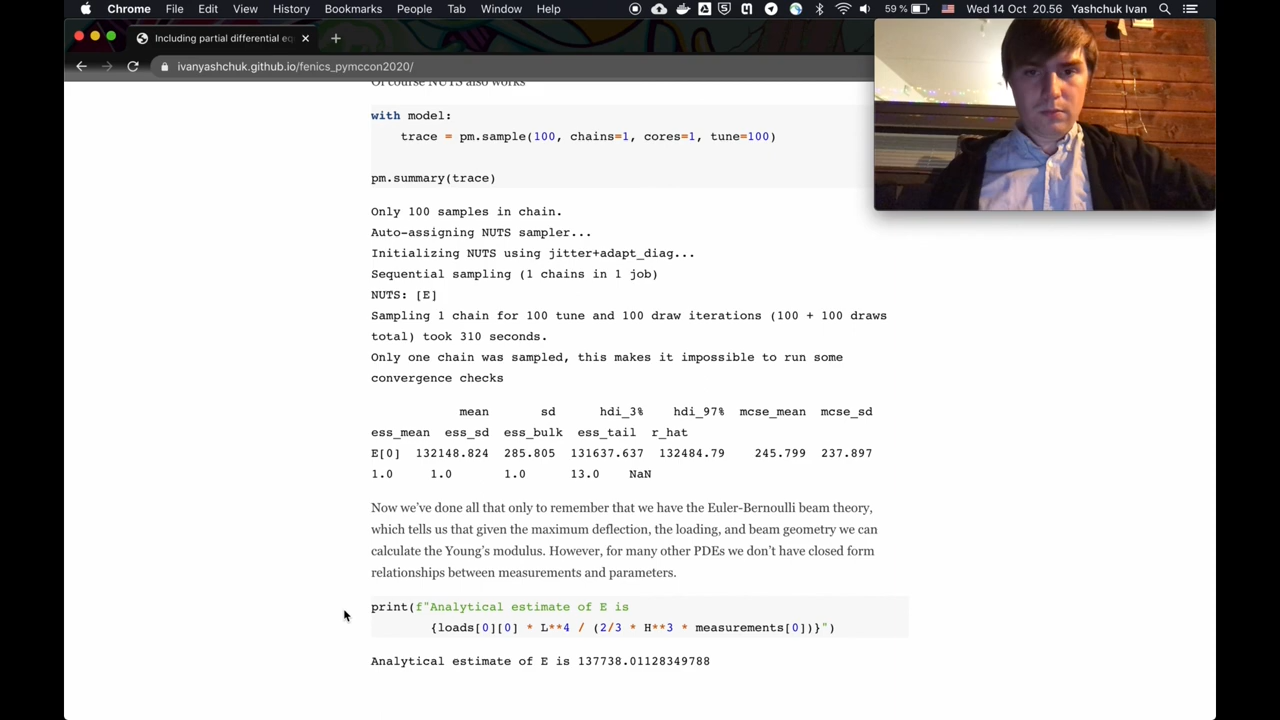 Chrome File Edit View History Bookmarks People Tab Window Help 59 % Wed 14 Oct 20.56 Yashchuk Ivan
Including partial differential eq
ivanyashchuk.github.io/fenics_pymccon2020/
Of course NUTS also works
with model:
trace = pm.sample(100, chains=1, cores=1, tune=100)
pm.summary(trace)
Only 100 samples in chain.
Auto-assigning NUTS sampler...
Initializing NUTS using jitter+adapt_diag...
Sequential sampling (1 chains in 1 job)
NUTS: [E]
Sampling 1 chain for 100 tune and 100 draw iterations (100 + 100 draws
total) took 310 seconds.
Only one chain was sampled, this makes it impossible to run some
convergence checks
mean sd hdi_3% hdi_97% mcse_mean mcse_sd
ess_mean ess_sd ess_bulk ess_tail r_hat
E[0] 132148.824 285.805 131637.637 132484.79 245.799 237.897
1.0 1.0 1.0 13.0 NaN
Now we've done all that only to remember that we have the Euler-Bernoulli beam theory,
which tells us that given the maximum deflection, the loading, and beam geometry we can
calculate the Young's modulus. However, for many other PDEs we don't have closed form
relationships between measurements and parameters.
print(f"Analytical estimate of E is
{loads[0][0] * L**4 / (2/3 * H**3 * measurements[0])}")
Analytical estimate of E is 137738.01128349788